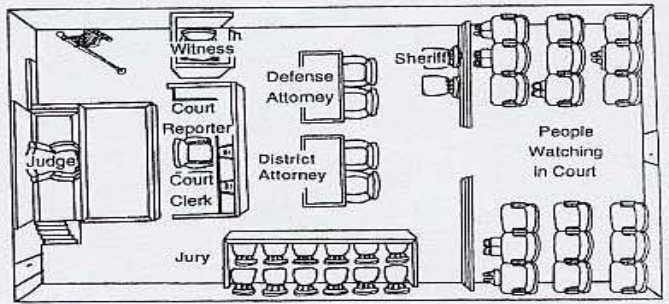 Witness
Sheriff
Defense
Attorney
Court
Reporter
Judge
District
Attorney
Court
Clerk
People
Watching
in Court
Jury